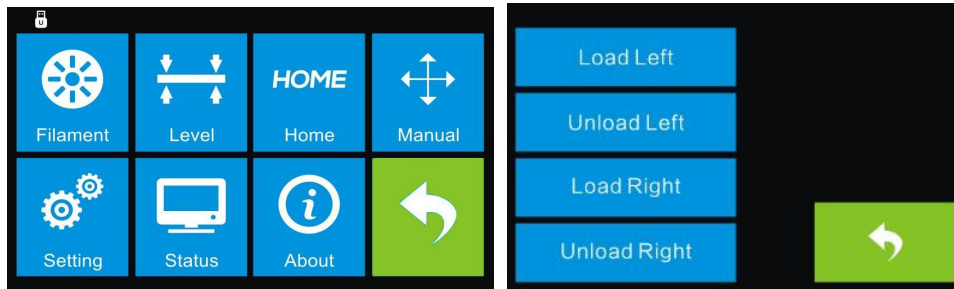 U
Filament
Level
HOME
Home
Manual
Setting
Status
i
About
Load Left
Unload Left
Load Right
Unload Right